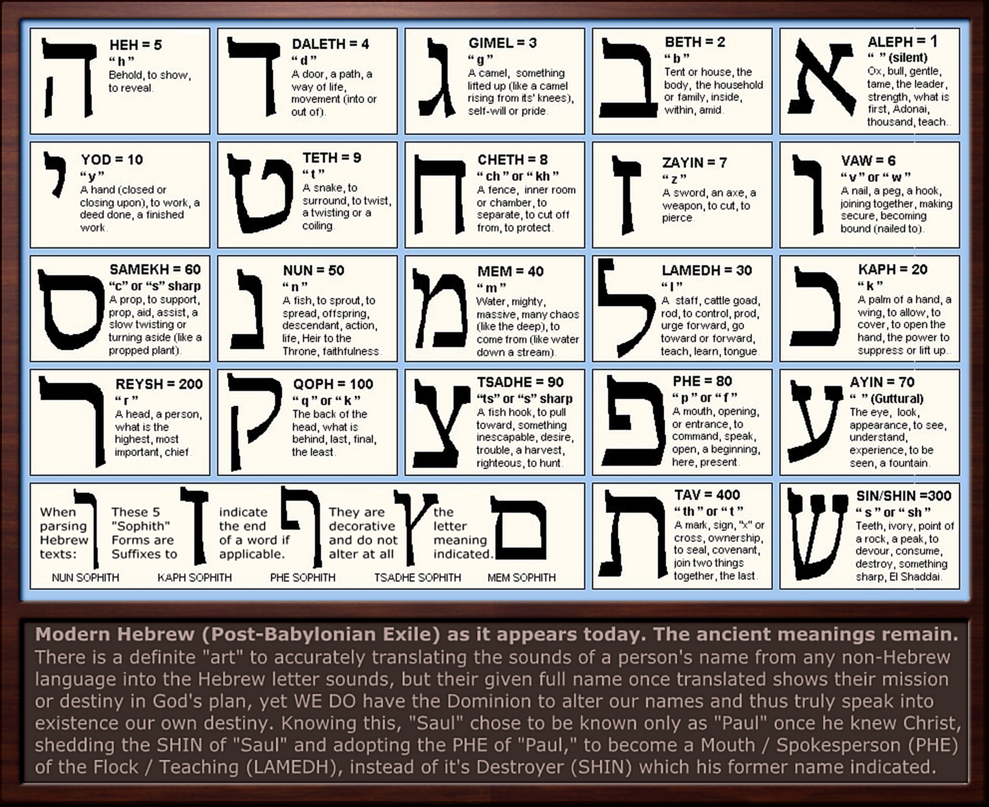 א
ALEPH = 1
“ ” (silent)
Ox, bull, gentle,
tame, the leader,
strength, what is
first, Adonai,
thousand, teach.
ב
BETH = 2
“ b ”
Tent or house, the
body, the household
or family, inside,
within, amid.
ג
GIMEL = 3
“ g ”
A camel, something
lifted up (like a camel
rising from its' knees),
self-will or pride.
ד
DALETH = 4
“ d ”
A door, a path, a
way of life,
movement (into or
out of).
ה
HEH = 5
“ h ”
Behold, to show,
to reveal.
ו
VAW = 6
“ v ” or “ w ”
A nail, a peg, a hook,
joining together, making
secure, becoming
bound (nailed to).
ז
ZAYIN = 7
“ z ”
A sword, an axe, a
weapon, to cut, to
pierce.
ח
CHETH = 8
“ ch ” or “ kh ”
A fence, inner room
or chamber, to
separate, to cut off
from, to protect.
ט
TETH = 9
“ t ”
A snake, to
surround, to twist,
a twisting or a
coiling.
י
YOD = 10
“ y ”
A hand (closed or
closing upon), to work, a
deed done, a finished
work.
כ
KAPH = 20
“ k ”
A palm of a hand, a
wing, to allow, to
cover, to open the
hand, the power to
suppress or lift up.
ל
LAMEDH = 30
“ l ”
A staff, cattle goad,
rod, to control, prod,
urge forward, go
toward or forward,
teach, learn, tongue.
מ
MEM = 40
“ m ”
Water, mighty,
massive, many chaos
(like the deep), to
come from (like water
down a stream).
נ
NUN = 50
“ n ”
A fish, to sprout, to
spread, offspring,
descendant, action,
life, Heir to the
Throne, faithfulness.
ס
SAMEKH = 60
“c” or “s” sharp
A prop, to support,
prop, aid, assist, a
slow twisting or
turning aside (like a
propped plant).
ע
AYIN = 70
“ ” (Guttural)
The eye, look,
appearance, to see,
understand,
experience, to be
seen, a fountain.
פ
PHE = 80
“ p ” or “ f ”
A mouth, opening,
or entrance, to
command, speak,
open, a beginning,
here, present.
צ
TSADHE = 90
“ts” or “s” sharp
A fish hook, to pull
toward, something
inescapable, desire,
trouble, a harvest,
righteous, to hunt.
ק
QOPH = 100
“ q ” or “ k ”
The back of the
head, what is
behind, last, final,
the least.
ר
REYSH = 200
“ r ”
A head, a person,
what is the
highest, most
important, chief.
ש
SIN/SHIN =300
“ s ” or “ sh ”
Teeth, ivory, point of
a rock, a peak, to
devour, consume,
destroy, something
sharp, El Shaddai.
ת
TAV = 400
“ th ” or “ t ”
A mark, sign, "x" or
cross, ownership,
to seal, covenant,
join two things
together, the last.
When
parsing
Hebrew
texts:
ן
These 5
"Sophith"
Forms are
Suffixes to
ך
indicate
the end
of a word if
applicable.
ף
They are
decorative
and do not
alter at all
ץ
the
letter
meaning
indicated.
ם
NUN SOPHITH KAPH SOPHITH PHE SOPHITH TSADHE SOPHITH MEM SOPHITH
Modern Hebrew (Post-Babylonian Exile) as it appears today. The ancient meanings remain.
There is a definite "art" to accurately translating the sounds of a person's name from any non-Hebrew
language into the Hebrew letter sounds, but their given full name once translated shows their mission
or destiny in God's plan, yet WE DO have the Dominion to alter our names and thus truly speak into
existence our own destiny. Knowing this, "Saul" chose to be known only as "Paul" once he knew Christ,
shedding the SHIN of "Saul" and adopting the PHE of "Paul," to become a Mouth / Spokesperson (PHE)
of the Flock / Teaching (LAMEDH), instead of it's Destroyer (SHIN) which his former name indicated.